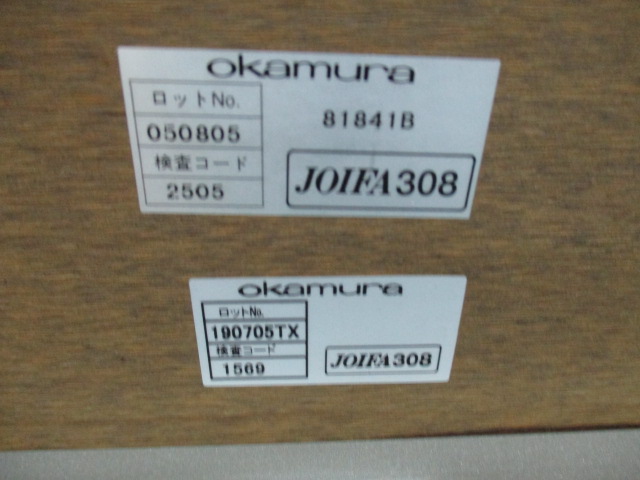 okamura
ロットNo.
050805
検査コード
2505
81841B
JOIFA308
okamura
ロットNo.
190705TX
検査コード
1569
JOIFA308